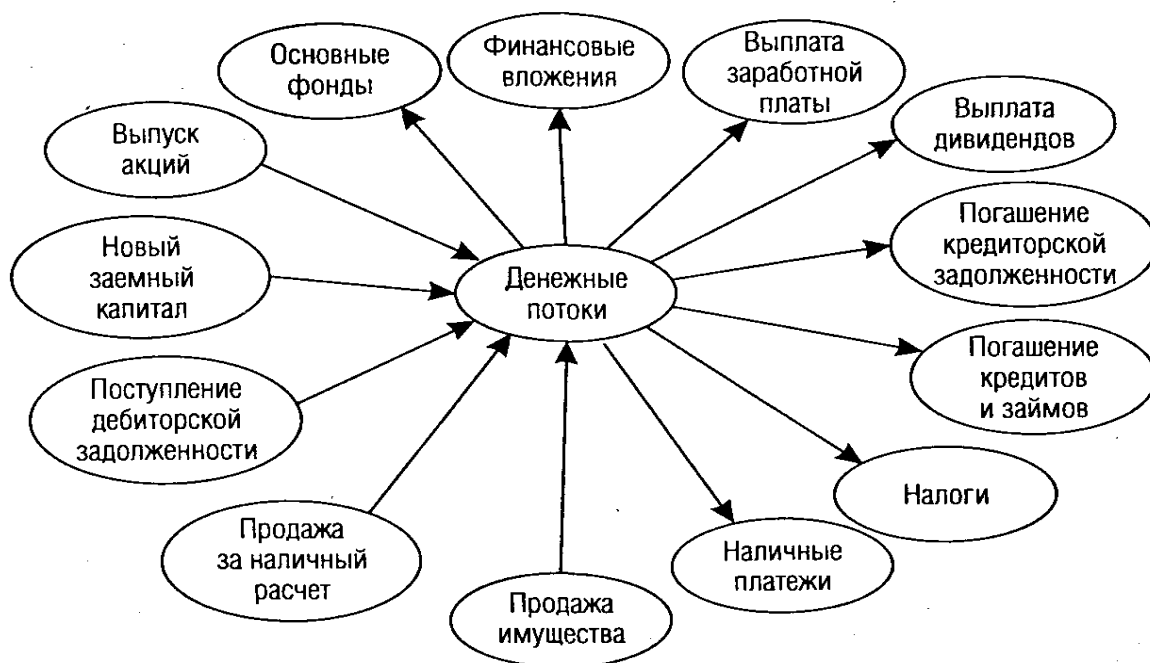 Основные
фонды
Финансовые
вложения
Выплата
заработной
платы
Выплата
дивидендов
Выпуск
акций
Новый
заемный
капитал
Денежные
потоки
Погашение
кредиторской
задолженности
Погашение
кредитов
и займов
Поступление
дебиторской
задолженности
Налоги
Продажа
за наличный
расчет
Наличные
платежи
Продажа
имущества